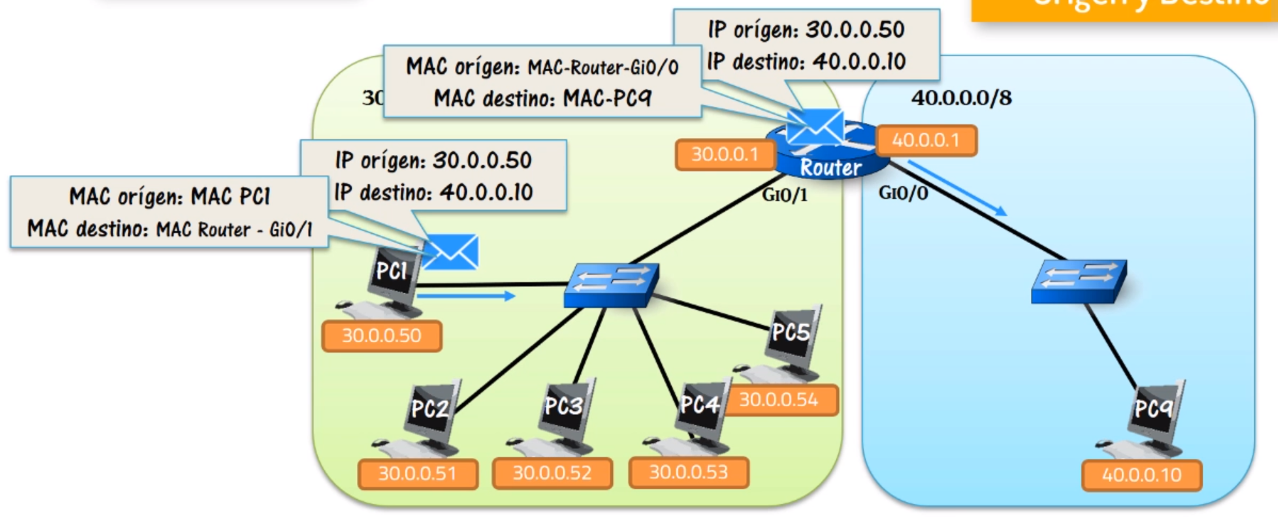 Origen y Destino
IP orígen: 30.0.0.50
IP destino: 40.0.0.10
MAC orígen: MAC-Router-Gi0/0
MAC destino: MAC-PC9
30
40.0.0.0/8
30.0.0.1
40.0.0.1
Router
Gi0/1
Gi0/0
IP orígen: 30.0.0.50
IP destino: 40.0.0.10
MAC orígen: MAC PC1
MAC destino: MAC Router - Gi0/1
PC1
30.0.0.50
PC5
30.0.0.54
PC2
30.0.0.51
PC3
30.0.0.52
PC4
30.0.0.53
PC9
40.0.0.10